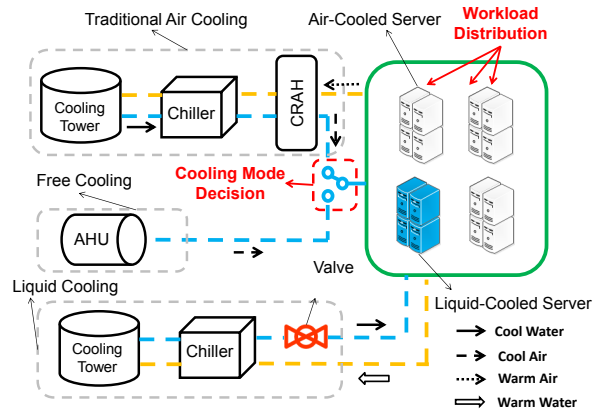 Traditional Air Cooling
Air-Cooled Server
Workload
Distribution
Cooling
Tower
Chiller
CRAH
Cooling Mode
Decision
Free Cooling
AHU
Valve
Liquid Cooling
Liquid-Cooled Server
Cooling
Tower
Chiller
Cool Water
Cool Air
Warm Air
Warm Water